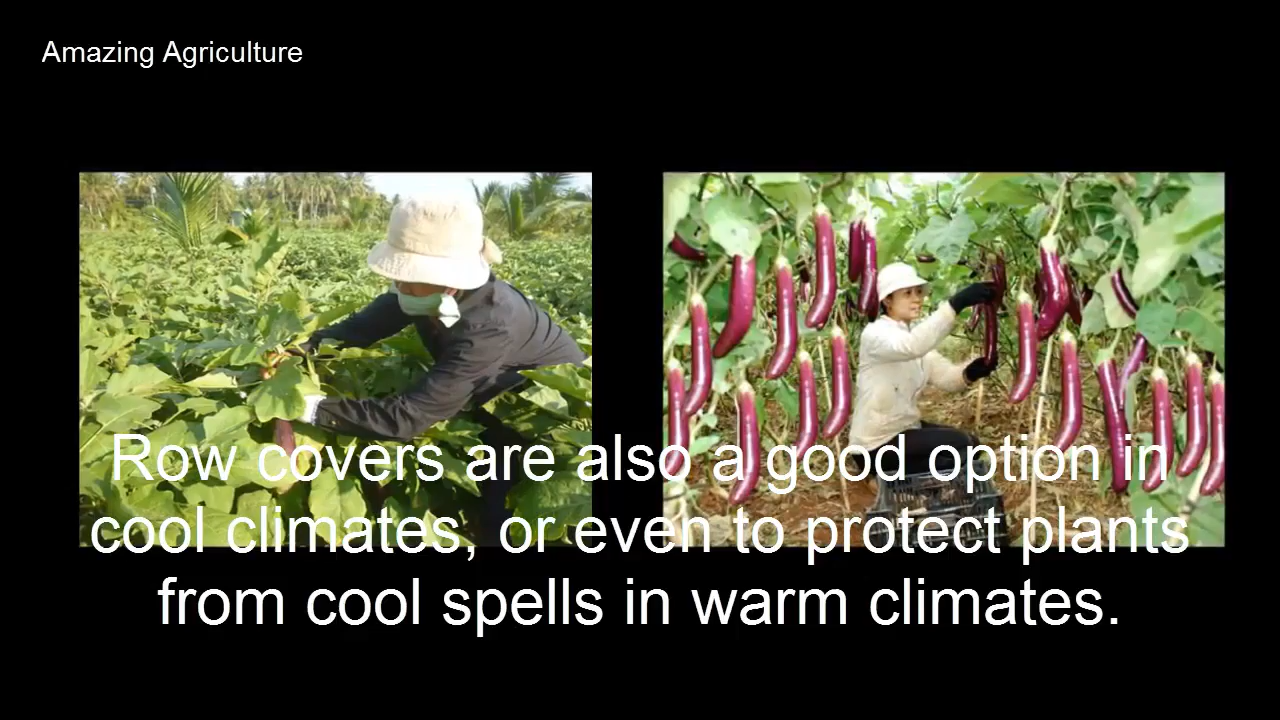 Amazing Agriculture
Row covers are also a good option in
cool climates, or even to protect plants
from cool spells in warm climates.